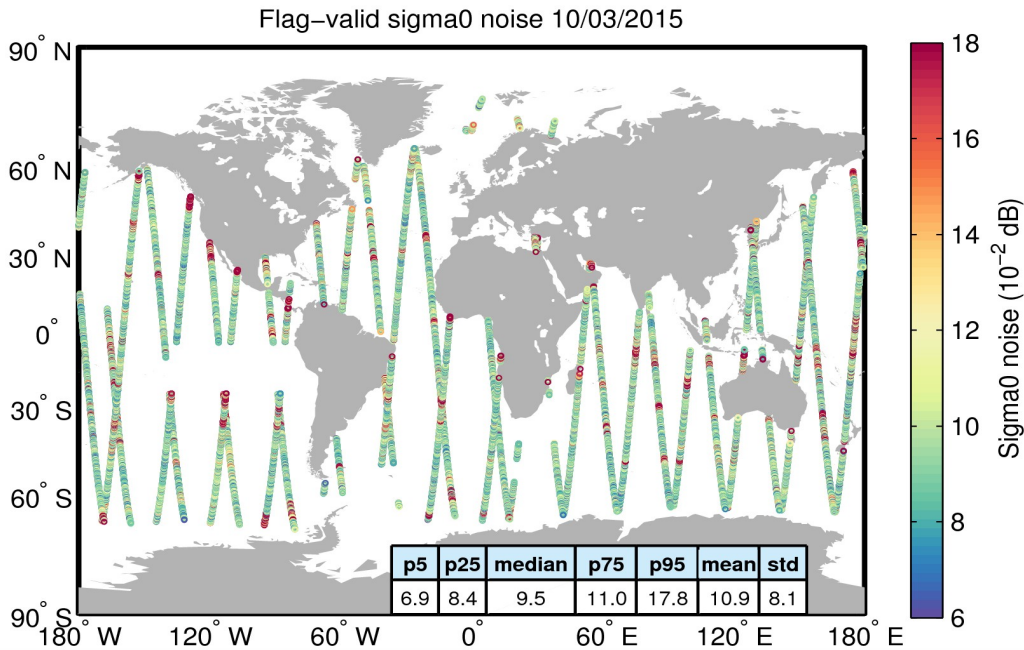 Flag−valid sigma0 noise 10/03/2015
90° N
60° N
30° N
0°
30° S
60° S
90° S
180° W
120° W
60° W
0°
60° E
120° E
180° E
p5 p25 median p75 p95 mean std
6.9 8.4 9.5 11.0 17.8 10.9 8.1
18
16
14
12
10
8
6
Sigma0 noise (10⁻² dB)